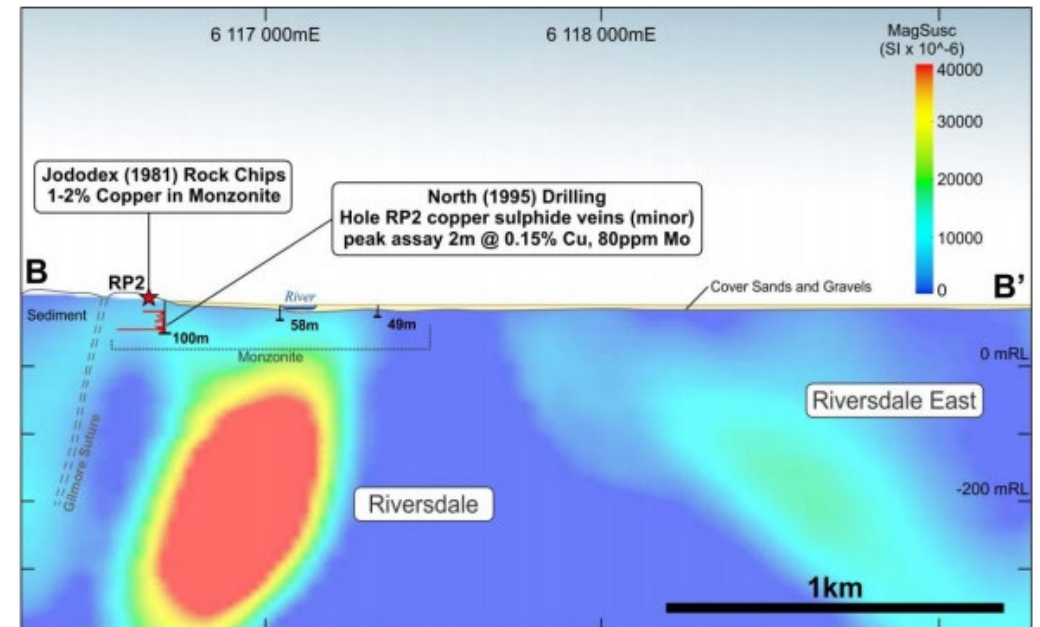 6 117 000mE
6 118 000mE
MagSusc
(SI x 10^-6)
40000
30000
20000
10000
0
Jododex (1981) Rock Chips
1-2% Copper in Monzonite
North (1995) Drilling
Hole RP2 copper sulphide veins (minor)
peak assay 2m @ 0.15% Cu, 80ppm Mo
B
B’
RP2
River
Cover Sands and Gravels
Sediment
100m
58m
49m
Monzonite
0 mRL
Riversdale East
Gilmore Suture
Riversdale
-200 mRL
1km